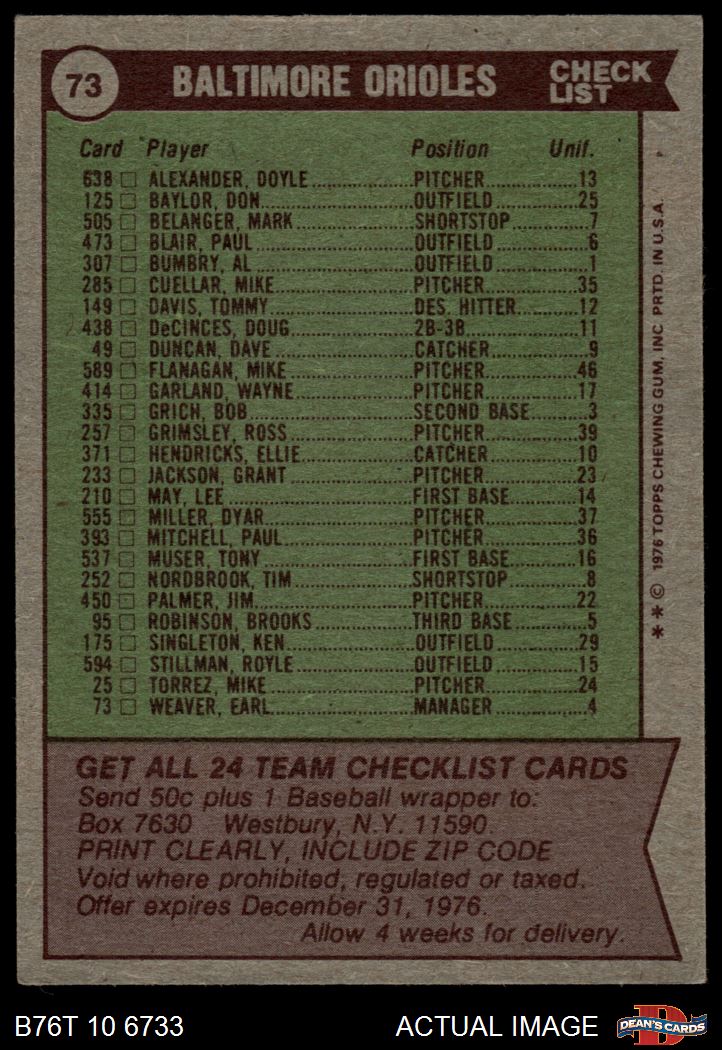 73 BALTIMORE ORIOLES CHECK LIST
Card Player Position Unif.
638 ALEXANDER, DOYLE PITCHER 13
125 BAYLOR, DON OUTFIELD 25
505 BELANGER, MARK SHORTSTOP 7
473 BLAIR, PAUL OUTFIELD 6
307 BUMBRY, AL OUTFIELD 1
285 CUELLAR, MIKE PITCHER 35
149 DAVIS, TOMMY DES. HITTER 12
438 DeCINCES, DOUG 2B-3B 11
49 DUNCAN, DAVE CATCHER 9
589 FLANAGAN, MIKE PITCHER 46
414 GARLAND, WAYNE PITCHER 17
335 GRICH, BOB SECOND BASE 3
257 GRIMSLEY, ROSS PITCHER 39
371 HENDRICKS, ELLIE CATCHER 10
233 JACKSON, GRANT PITCHER 23
210 MAY, LEE FIRST BASE 14
555 MILLER, DYAR PITCHER 37
393 MITCHELL, PAUL PITCHER 36
537 MUSER, TONY FIRST BASE 16
252 NORDBROOK, TIM SHORTSTOP 8
450 PALMER, JIM PITCHER 22
95 ROBINSON, BROOKS THIRD BASE 5
175 SINGLETON, KEN OUTFIELD 29
594 STILLMAN, ROYLE OUTFIELD 15
25 TORREZ, MIKE PITCHER 24
73 WEAVER, EARL MANAGER 4
**© 1976 TOPPS CHEWING GUM, INC PRTD. IN U.S.A.
GET ALL 24 TEAM CHECKLIST CARDS
Send 50c plus 1 Baseball wrapper to:
Box 7630 Westbury, N.Y. 11590.
PRINT CLEARLY, INCLUDE ZIP CODE
Void where prohibited, regulated or taxed.
Offer expires December 31, 1976.
Allow 4 weeks for delivery.
B76T 10 6733 ACTUAL IMAGE D DEAN'S CARDS